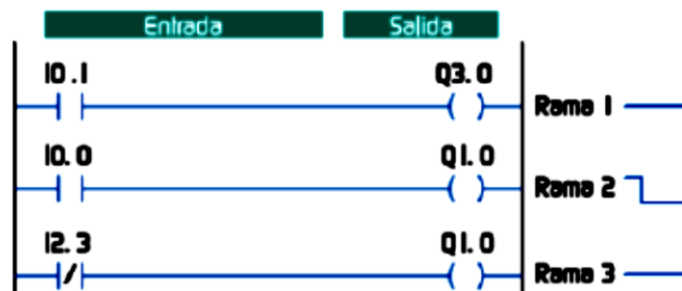 Entrada Salida
I0.1 Q3.0
Rama 1
I0.0 Q1.0
Rama 2
I2.3 Q1.0
Rama 3